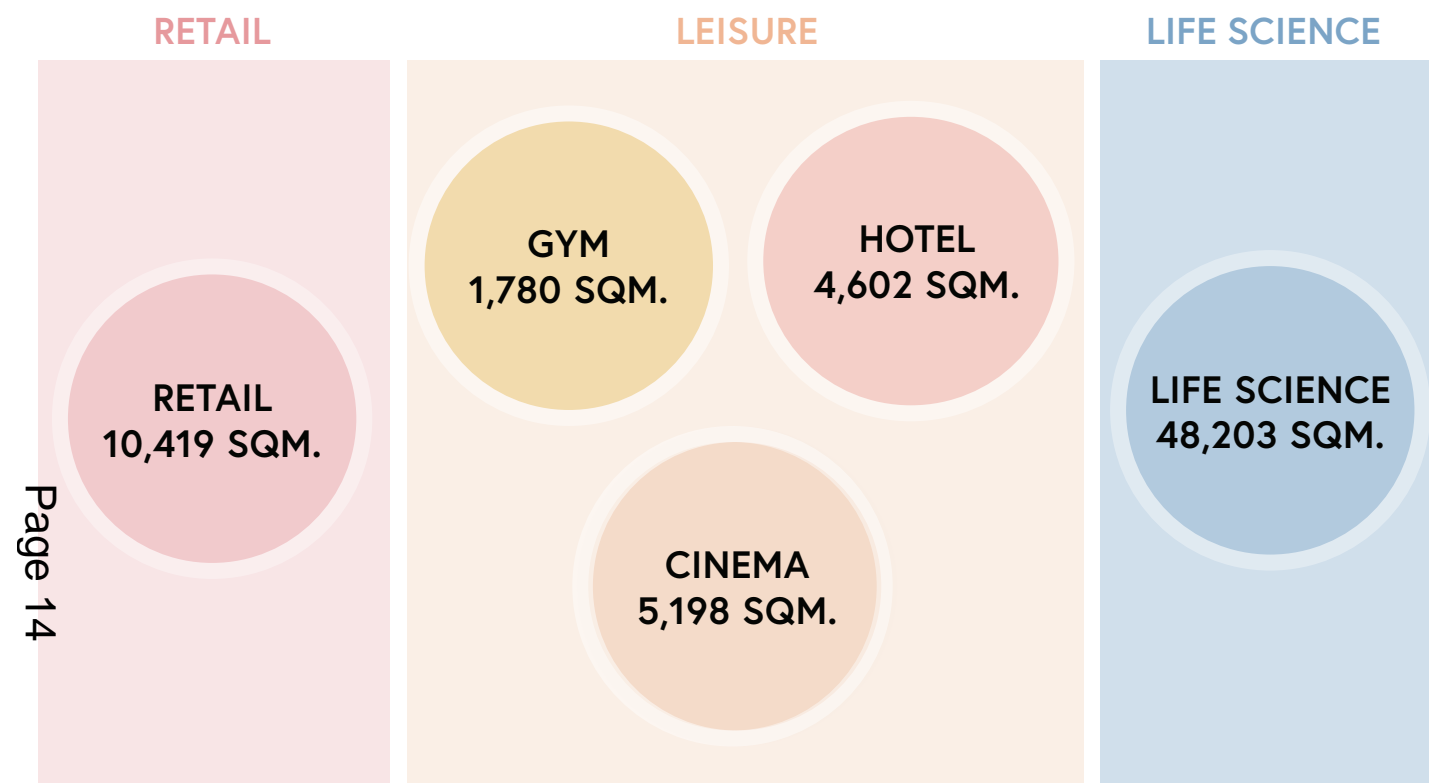 RETAIL
LEISURE
LIFE SCIENCE
RETAIL
10,419 SQM.
GYM
1,780 SQM.
HOTEL
4,602 SQM.
CINEMA
5,198 SQM.
LIFE SCIENCE
48,203 SQM.
Page 14